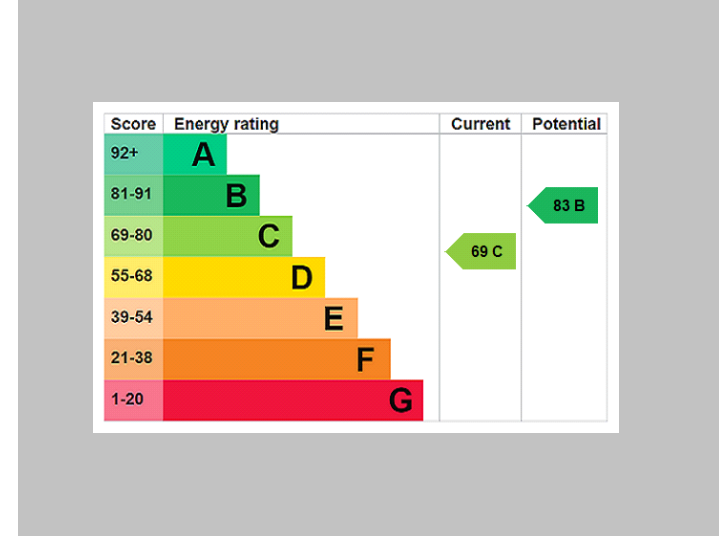 Score Energy rating Current Potential
92+ A
81-91 B
83 B
69-80 C
69 C
55-68 D
39-54 E
21-38 F
1-20 G